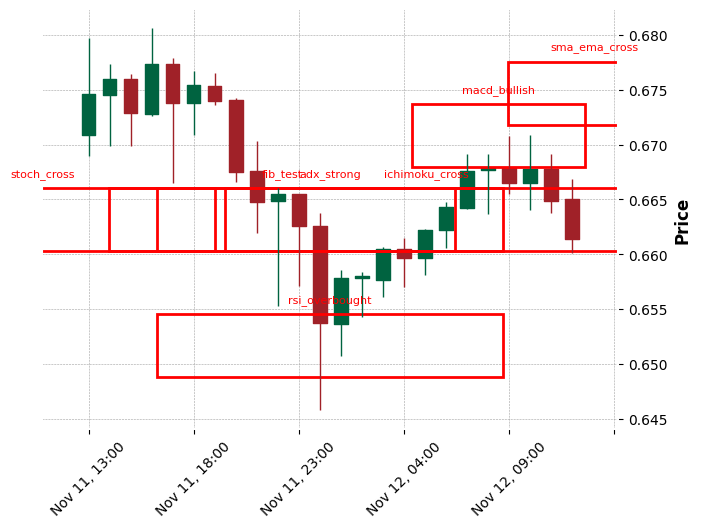 sma_ema_cross
macd_bullish
stoch_cross
fib_test
adx_strong
ichimoku_cross
rsi_overbought
0.680
0.675
0.670
0.665
0.660
0.655
0.650
0.645
Price
Nov 11, 13:00
Nov 11, 18:00
Nov 11, 23:00
Nov 12, 04:00
Nov 12, 09:00